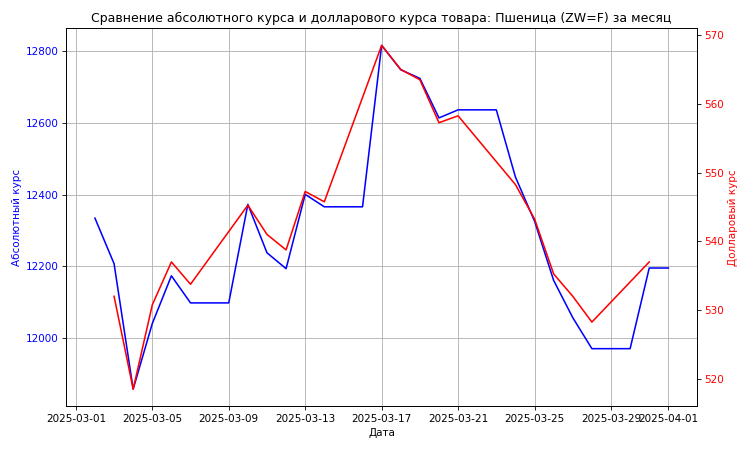 Сравнение абсолютного курса и долларового курса товара: Пшеница (ZW=F) за месяц
12800
12600
12400
12200
12000
Абсолютный курс
570
560
550
540
530
520
Долларовый курс
2025-03-01 2025-03-05 2025-03-09 2025-03-13 2025-03-17 2025-03-21 2025-03-25 2025-03-29 2025-04-01
Дата